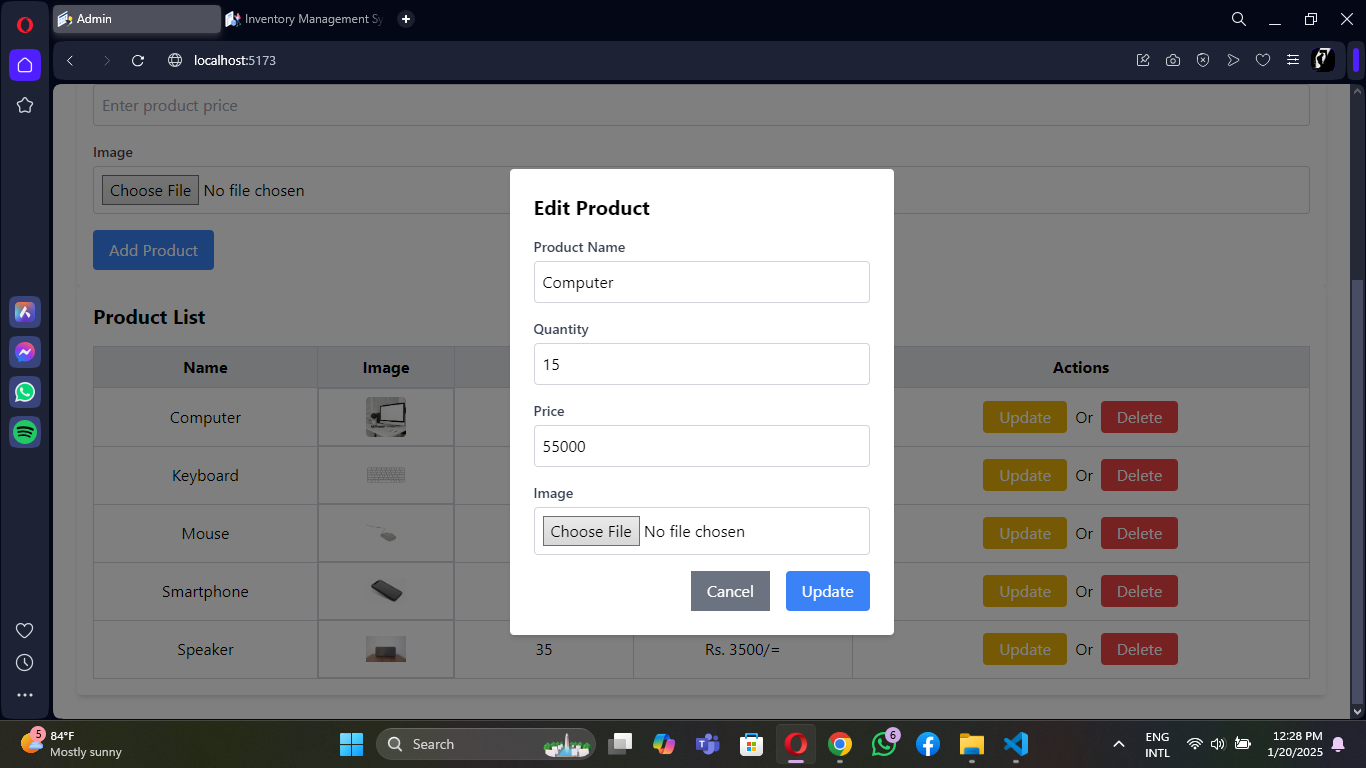 Admin
Inventory Management Sy
localhost:5173
Enter product price
Image
Choose File No file chosen
Add Product
Edit Product
Product Name
Computer
Quantity
15
Price
55000
Image
Choose File No file chosen
Cancel Update
Product List
Name Image Actions
Computer Update Or Delete
Keyboard Update Or Delete
Mouse Update Or Delete
Smartphone Update Or Delete
Speaker 35 Rs. 3500/= Update Or Delete
5
84°F
Mostly sunny
Search
6
ENG
INTL
12:28 PM
1/20/2025